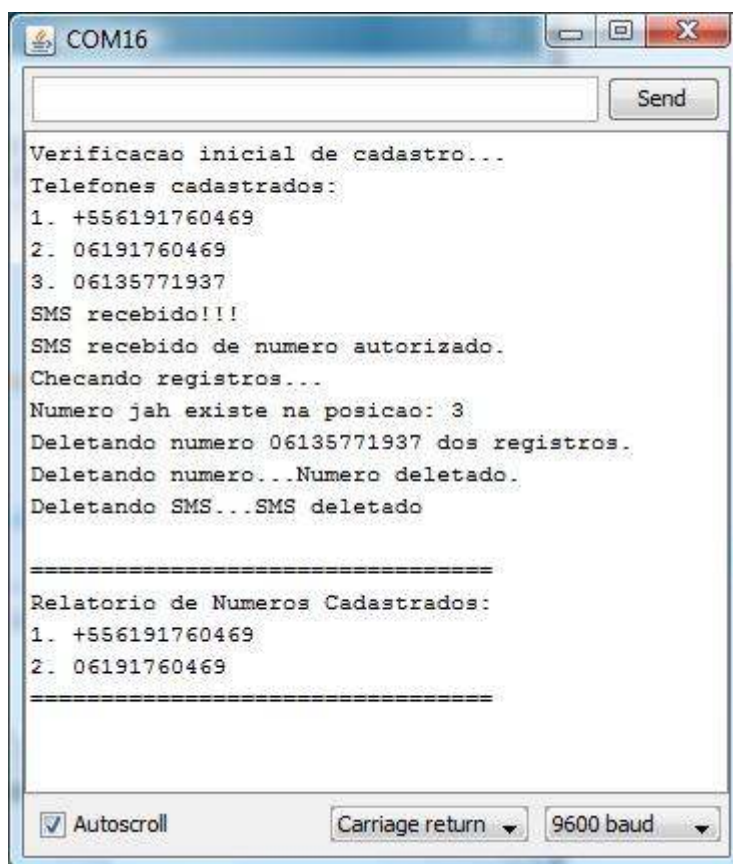 COM16
Send
Verificacao inicial de cadastro...
Telefones cadastrados:
1. +556191760469
2. 06191760469
3. 06135771937
SMS recebido!!!
SMS recebido de numero autorizado.
Checando registros...
Numero jah existe na posicao: 3
Deletando numero 06135771937 dos registros.
Deletando numero...Numero deletado.
Deletando SMS...SMS deletado
=================================
Relatorio de Numeros Cadastrados:
1. +556191760469
2. 06191760469
=================================
Autoscroll Carriage return 9600 baud